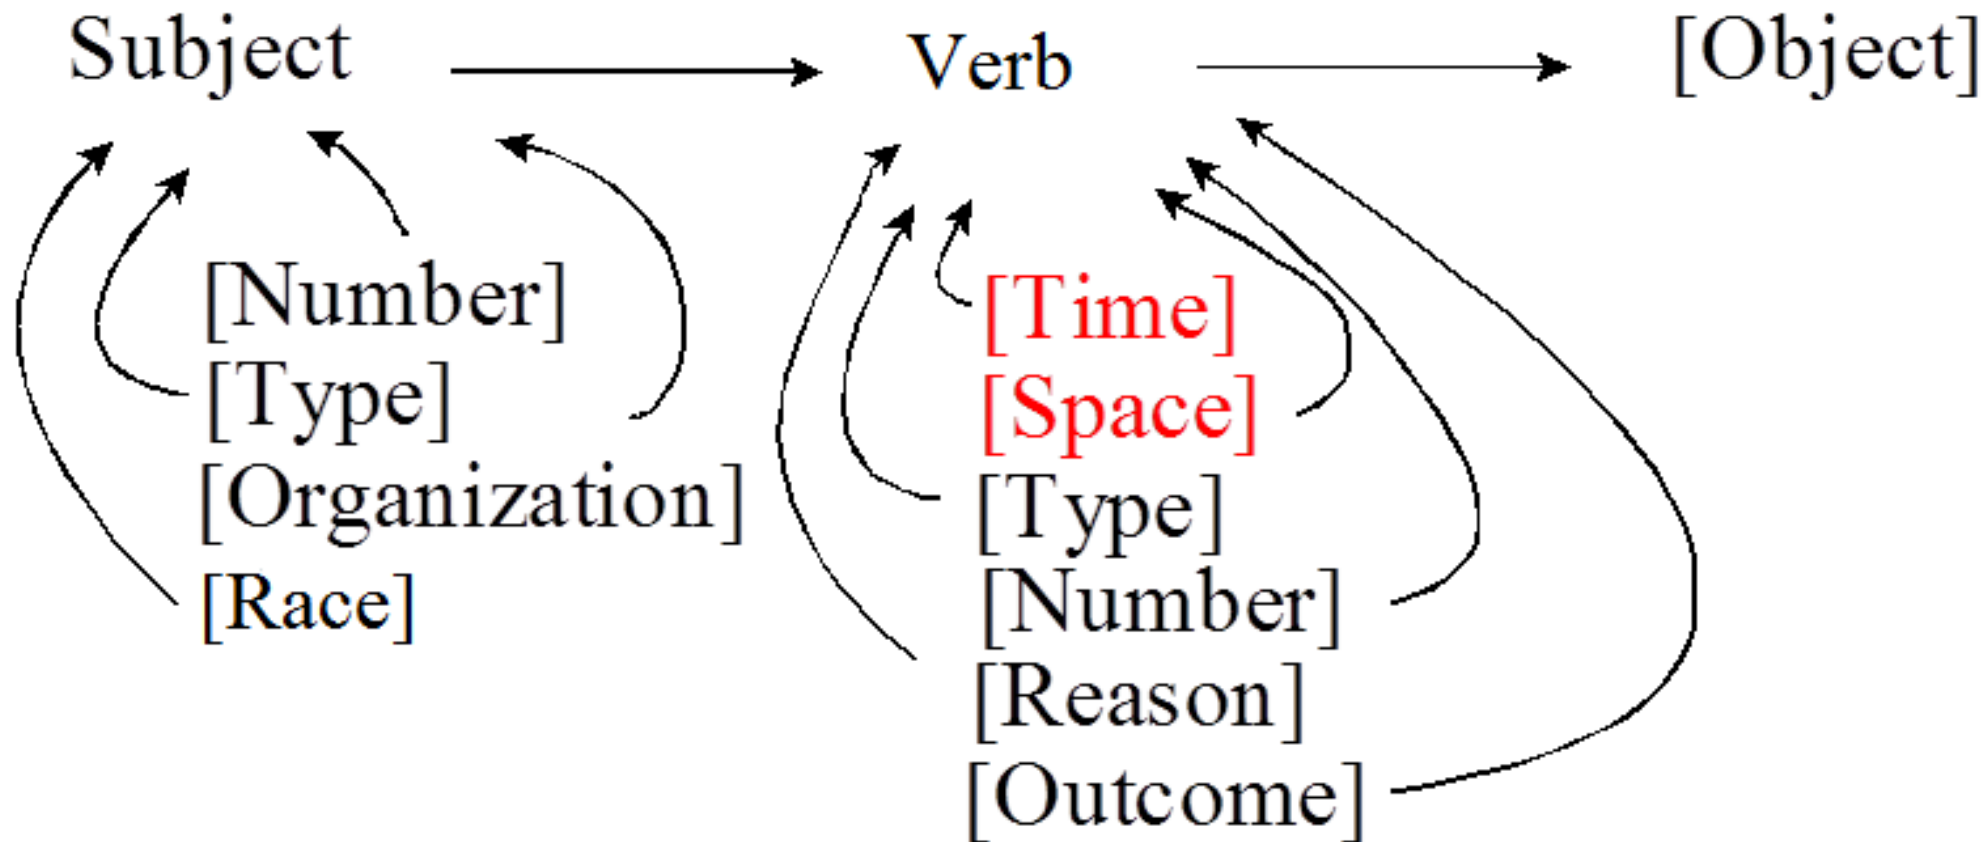 Subject Verb [Object]
[Number]
[Type]
[Organization]
[Race]
[Time]
[Space]
[Type]
[Number]
[Reason]
[Outcome]